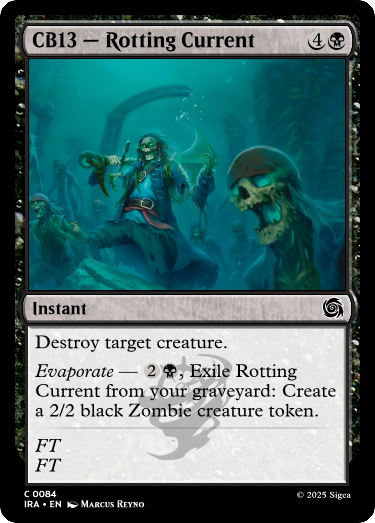 CB13 — Rotting Current 4
Instant
Destroy target creature.
Evaporate — 2, Exile Rotting
Current from your graveyard: Create
a 2/2 black Zombie creature token.
FT
FT
C 0084
IRA • EN Marcus Reyno
© 2025 Sigea